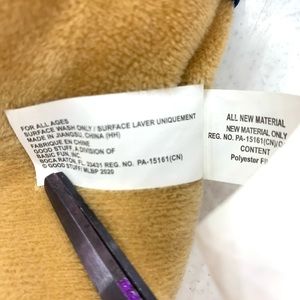 FOR ALL AGES
SURFACE WASH ONLY / SURFACE LAVER UNIQUEMENT
MADE IN JIANGSU, CHINA (HH)
FABRIQUE EN CHINE
GOOD STUFF, A DIVISION OF
BASIC FUN, INC.
BOCA RATON, FL 33431 REG. NO. PA-15161(CN)
© GOOD STUFF/ MLBP 2020
ALL NEW MATERIAL
NEW MATERIAL ONLY
REG. NO. PA-15161(CN)
CONTENT
Polyester